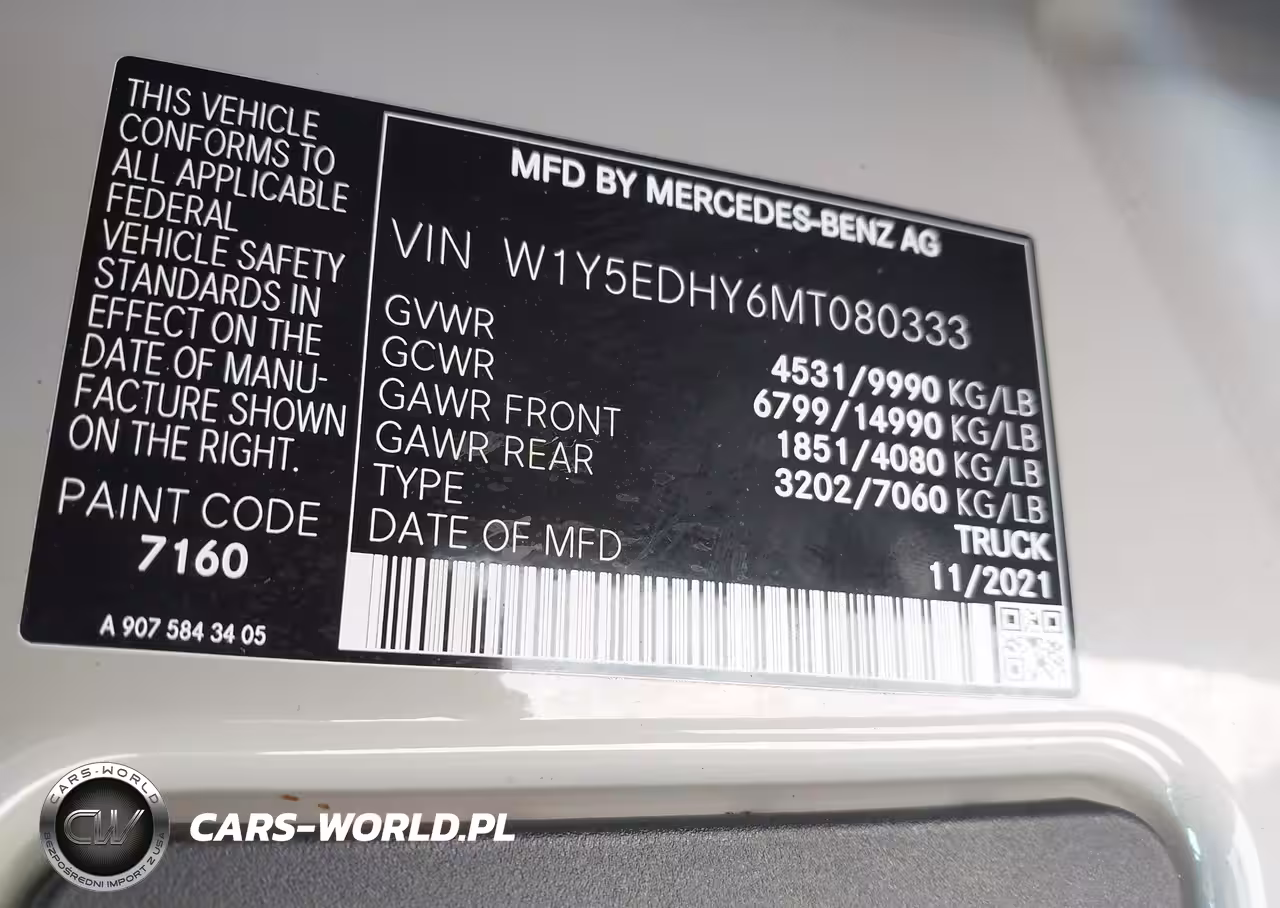 THIS VEHICLE
CONFORMS TO
ALL APPLICABLE
FEDERAL
VEHICLE SAFETY
STANDARDS IN
EFFECT ON THE
DATE OF MANU-
FACTURE SHOWN
ON THE RIGHT.
PAINT CODE
7160
A 907 584 34 05
MFD BY MERCEDES-BENZ AG
VIN W1Y5EDHY6MT080333
GVWR 4531/9990 KG/LB
GCWR 6799/14990 KG/LB
GAWR FRONT 1851/4080 KG/LB
GAWR REAR 3202/7060 KG/LB
TYPE TRUCK
DATE OF MFD 11/2021
CARS-WORLD
CW
BEZPOŚREDNI IMPORT Z USA
CARS-WORLD.PL